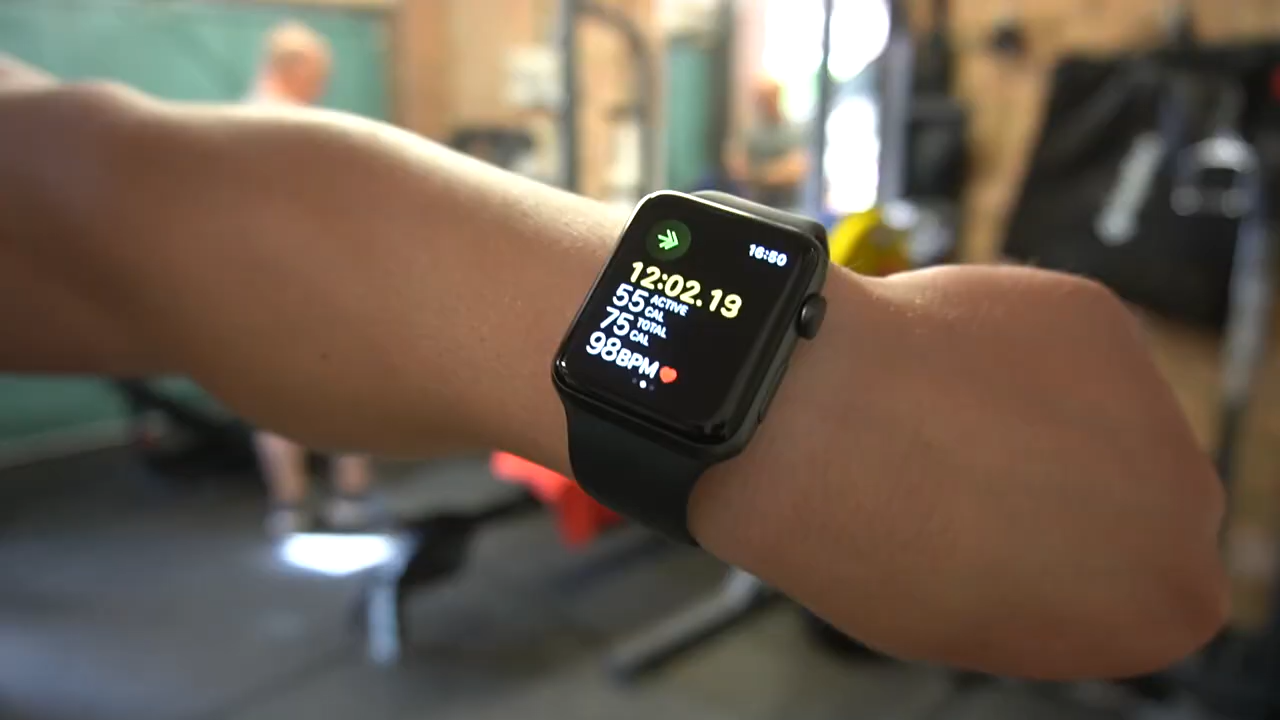 16:50
12:02.19
55 ACTIVE CAL
75 TOTAL CAL
98BPM